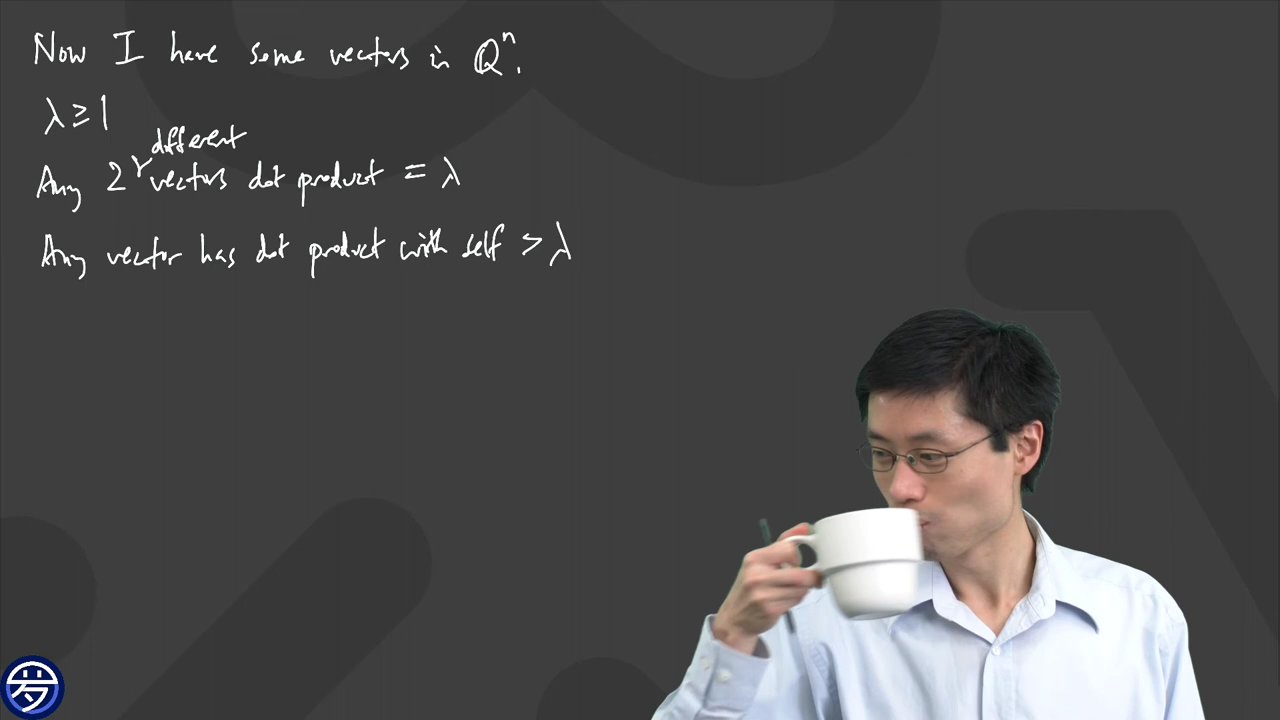 Now I have some vectors in ℚⁿ.
λ ≥ 1
Any 2 different vectors dot product = λ
Any vector has dot product with self > λ